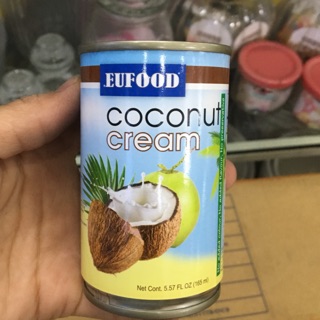 EUFOOD
coconut
cream
Net Cont. 5.57 FL OZ (165 ml)